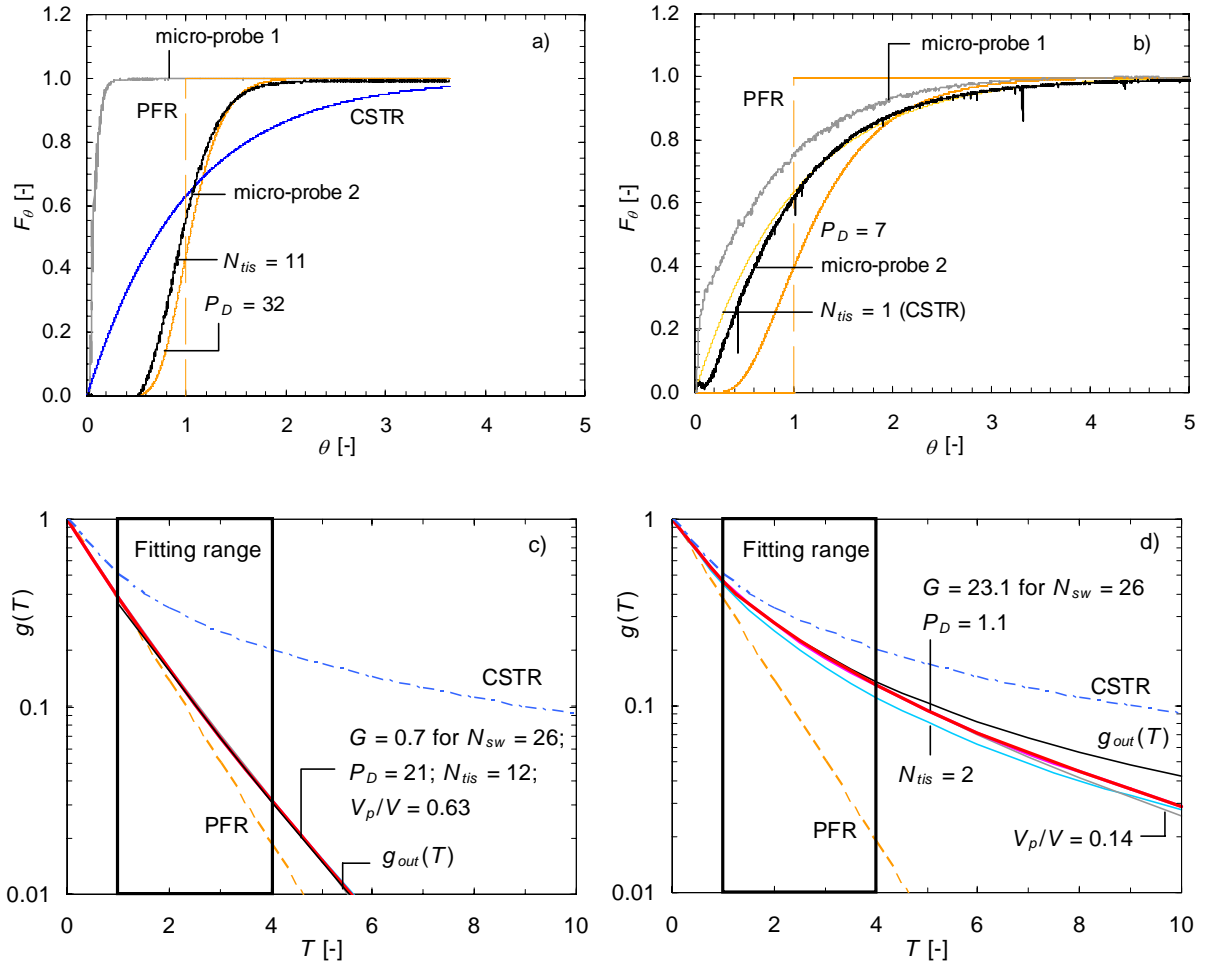 a)
micro-probe 1
1.0
0.8
0.6
0.4
0.2
0.0
F_θ [-]
PFR
CSTR
micro-probe 2
N_tis = 11
P_D = 32
0 1 2 3 4 5
θ [-]
b)
micro-probe 1
1.0
0.8
0.6
0.4
0.2
0.0
F_θ [-]
PFR
P_D = 7
micro-probe 2
N_tis = 1 (CSTR)
0 1 2 3 4 5
θ [-]
c)
1
0.1
0.01
g(T)
Fitting range
CSTR
G = 0.7 for N_sw = 26;
P_D = 21; N_tis = 12;
V_p/V = 0.63
PFR
g_out(T)
0 2 4 6 8 10
T [-]
d)
1
0.1
0.01
g(T)
Fitting range
G = 23.1 for N_sw = 26
P_D = 1.1
CSTR
g_out(T)
N_tis = 2
PFR
V_p/V = 0.14
0 2 4 6 8 10
T [-]